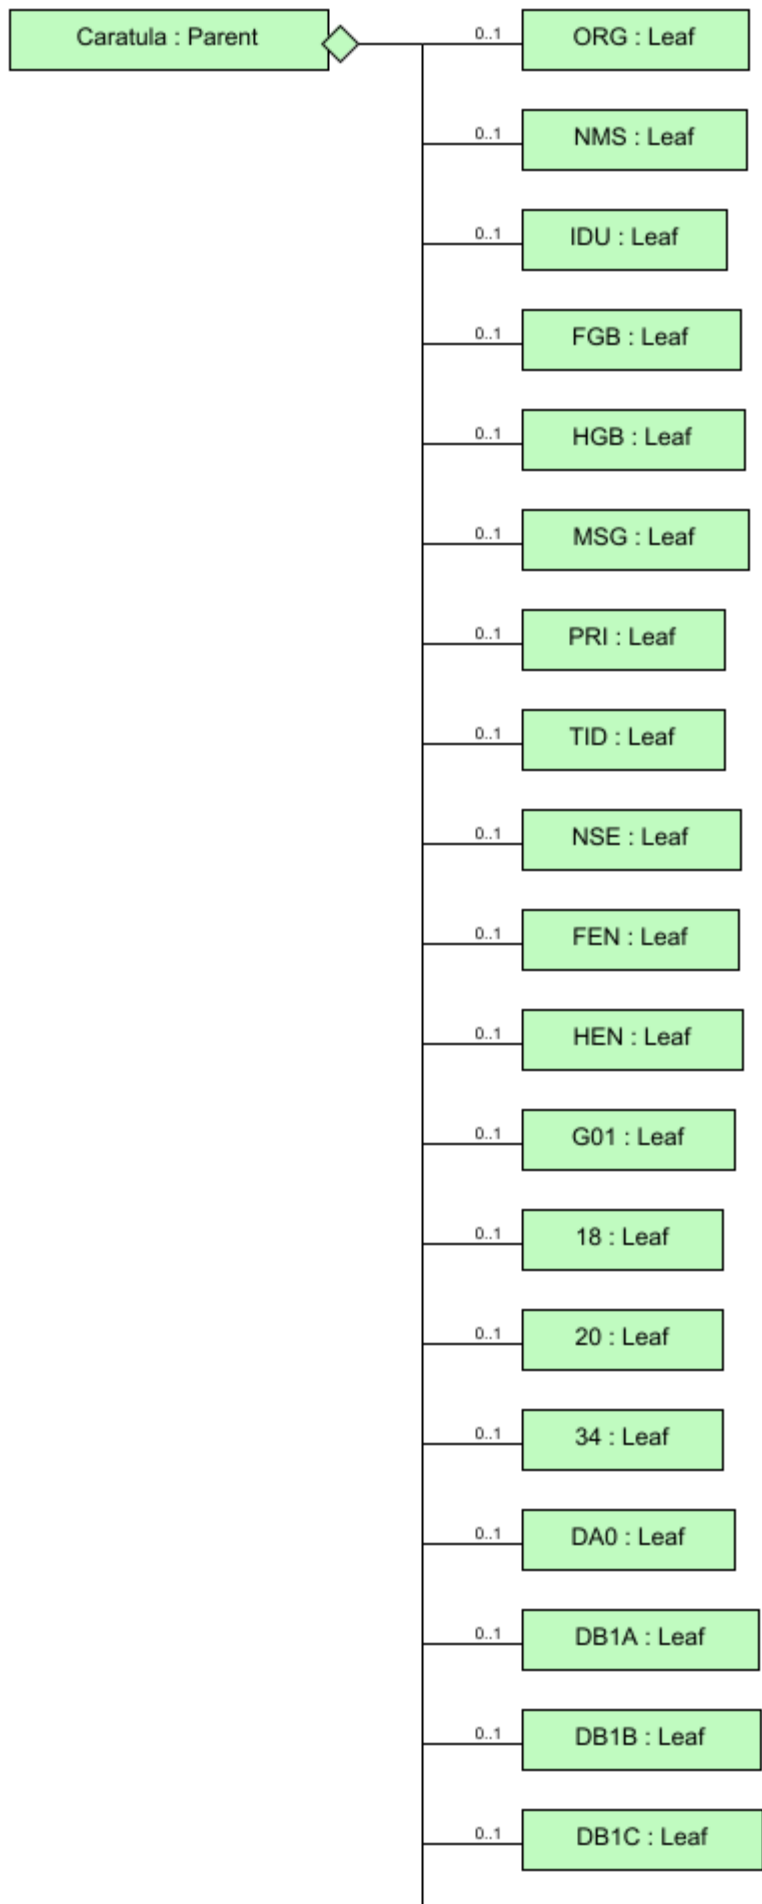 Caratula : Parent
0..1
ORG : Leaf
0..1
NMS : Leaf
0..1
IDU : Leaf
0..1
FGB : Leaf
0..1
HGB : Leaf
0..1
MSG : Leaf
0..1
PRI : Leaf
0..1
TID : Leaf
0..1
NSE : Leaf
0..1
FEN : Leaf
0..1
HEN : Leaf
0..1
G01 : Leaf
0..1
18 : Leaf
0..1
20 : Leaf
0..1
34 : Leaf
0..1
DA0 : Leaf
0..1
DB1A : Leaf
0..1
DB1B : Leaf
0..1
DB1C : Leaf